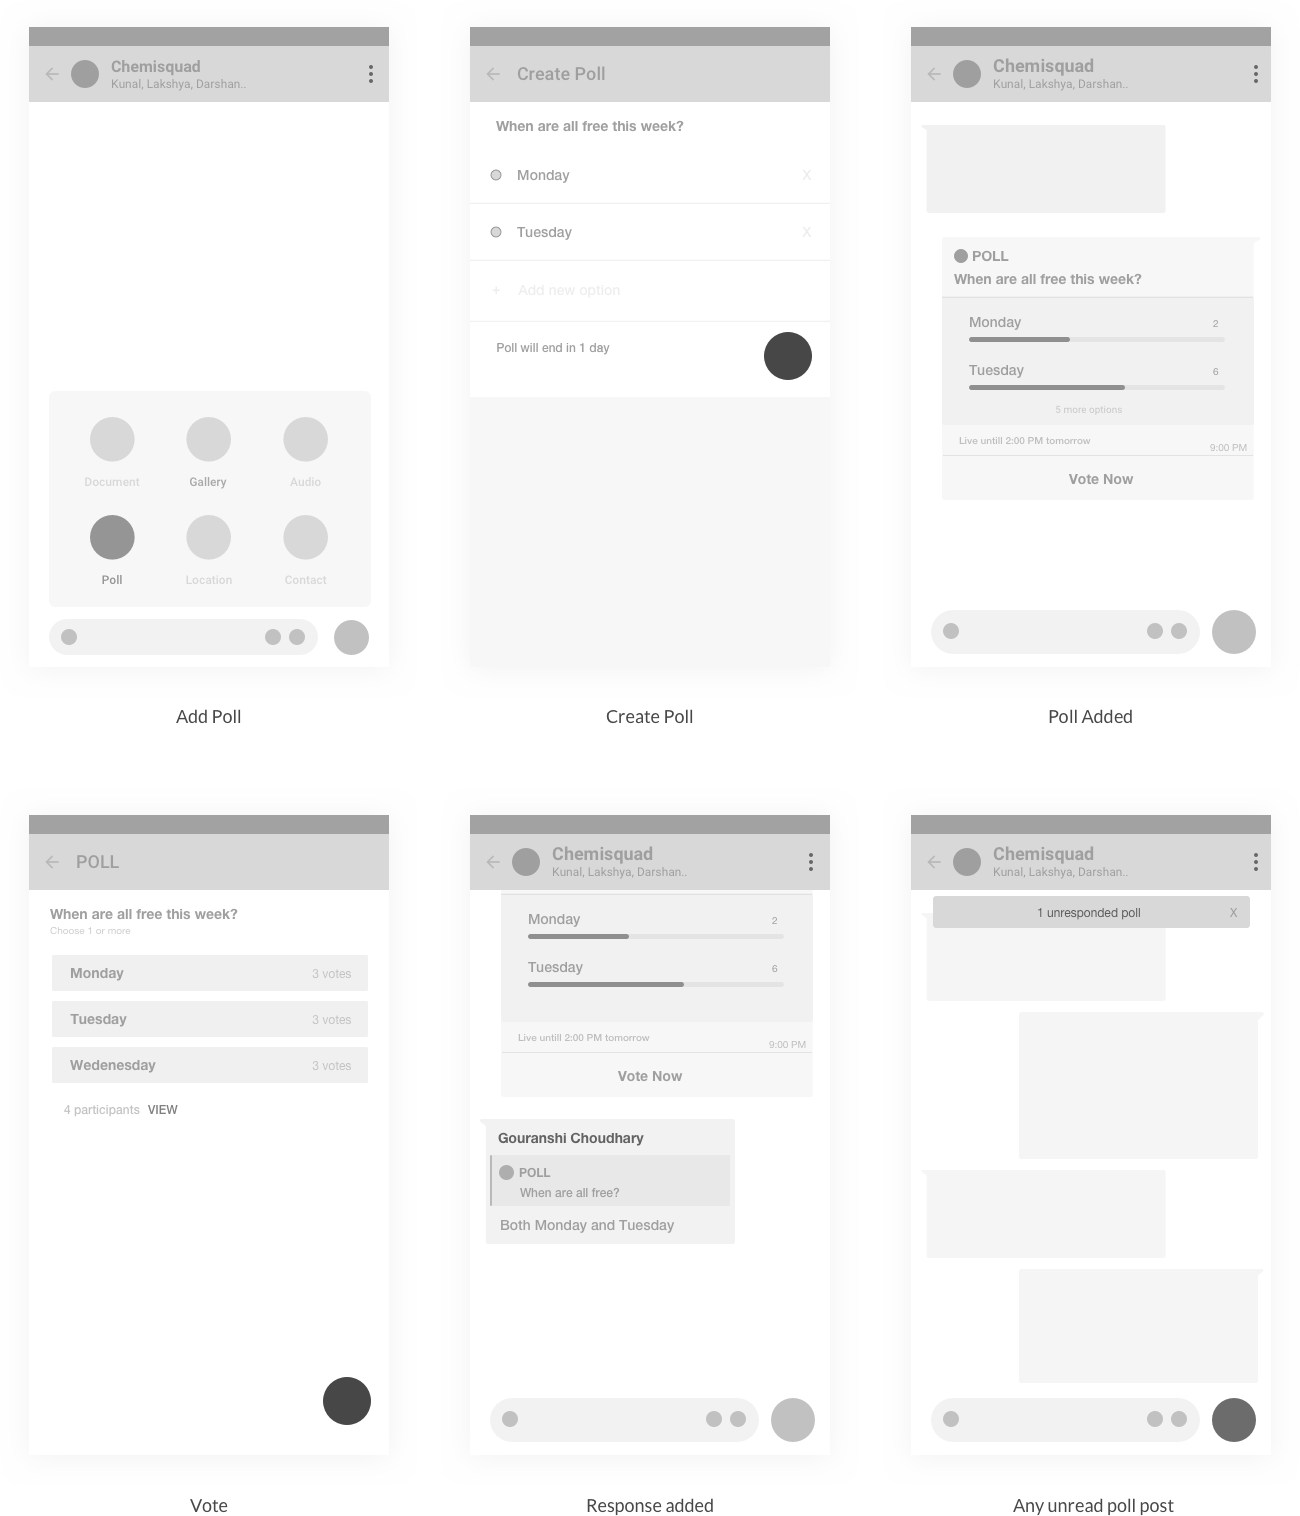 Chemisquad
Kunal, Lakshya, Darshan..
Document
Gallery
Audio
Poll
Location
Contact
Add Poll
Create Poll
When are all free this week?
Monday X
Tuesday X
+ Add new option
Poll will end in 1 day
Create Poll
Chemisquad
Kunal, Lakshya, Darshan..
POLL
When are all free this week?
Monday 2
Tuesday 6
5 more options
Live untill 2:00 PM tomorrow
9:00 PM
Vote Now
Poll Added
POLL
When are all free this week?
Choose 1 or more
Monday 3 votes
Tuesday 3 votes
Wedenesday 3 votes
4 participants VIEW
Vote
Chemisquad
Kunal, Lakshya, Darshan..
Monday 2
Tuesday 6
Live untill 2:00 PM tomorrow
9:00 PM
Vote Now
Gouranshi Choudhary
POLL
When are all free?
Both Monday and Tuesday
Response added
Chemisquad
Kunal, Lakshya, Darshan..
1 unresponded poll X
Any unread poll post